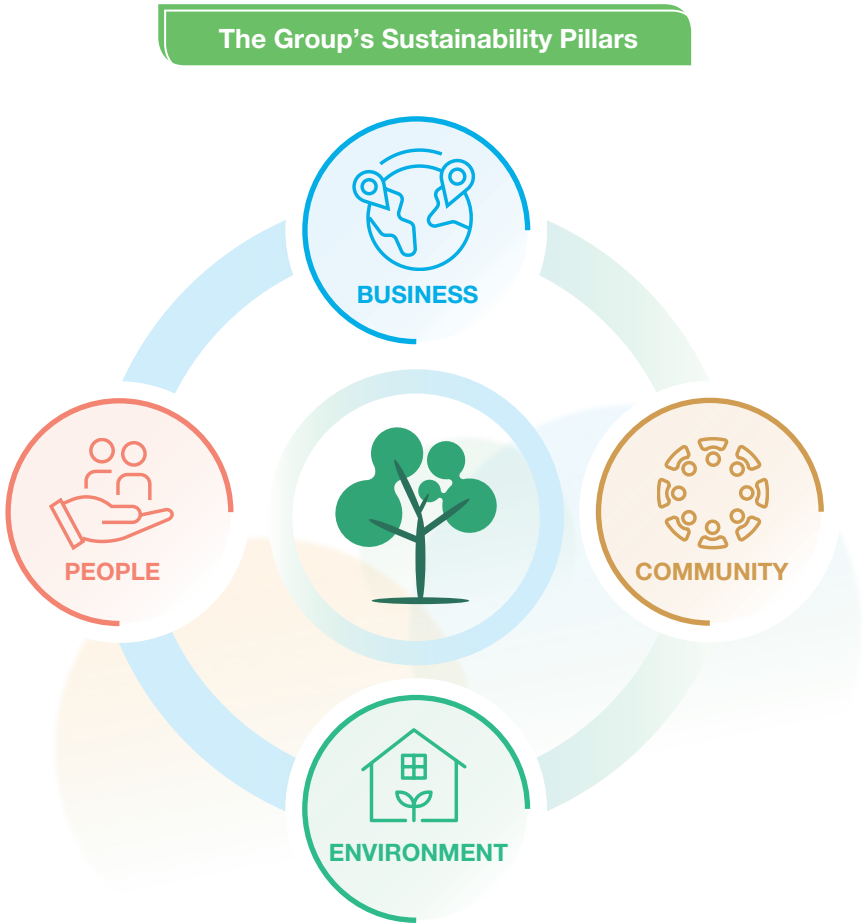 The Group's Sustainability Pillars
BUSINESS
PEOPLE
COMMUNITY
ENVIRONMENT